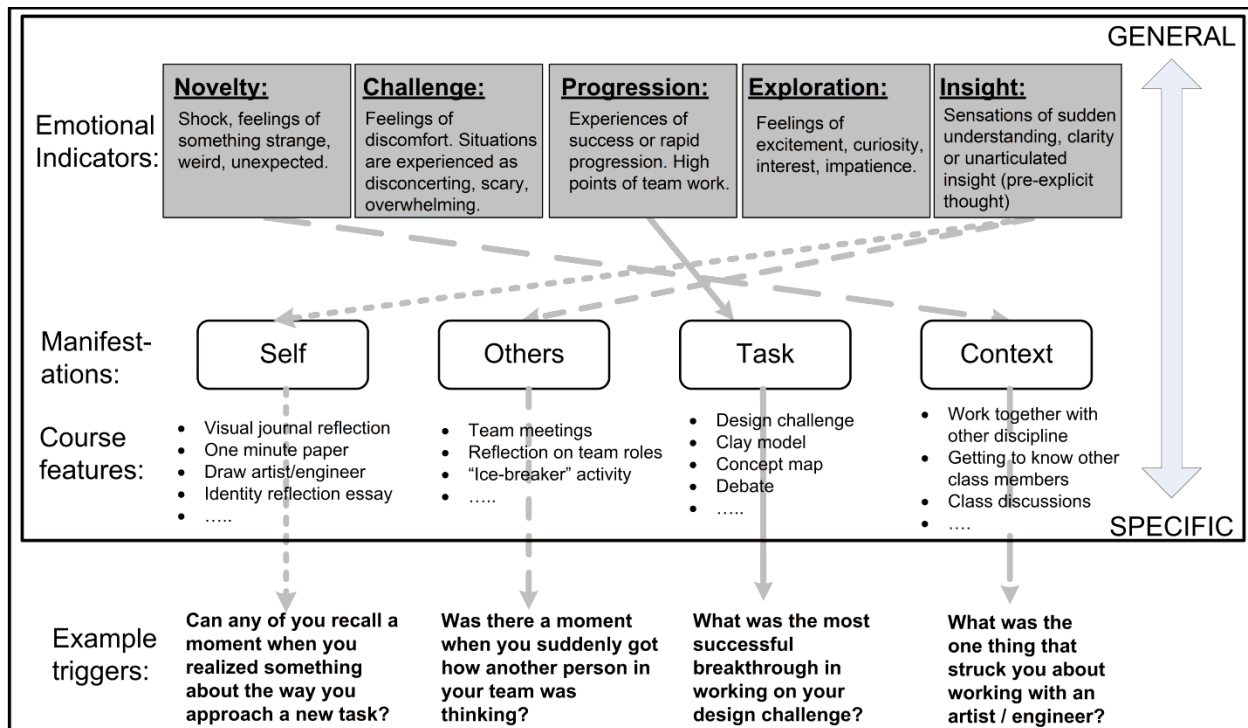 GENERAL
Emotional
Indicators:
Novelty:
Shock, feelings of
something strange,
weird, unexpected.
Challenge:
Feelings of
discomfort. Situations
are experienced as
disconcerting, scary,
overwhelming.
Progression:
Experiences of
success or rapid
progression. High
points of team work.
Exploration:
Feelings of
excitement, curiosity,
interest, impatience.
Insight:
Sensations of sudden
understanding, clarity
or unarticulated
insight (pre-explicit
thought)
Manifest-
ations:
Self
Others
Task
Context
Course
features:
• Visual journal reflection
• One minute paper
• Draw artist/engineer
• Identity reflection essay
• …..
• Team meetings
• Reflection on team roles
• “Ice-breaker” activity
• …..
• Design challenge
• Clay model
• Concept map
• Debate
• …..
• Work together with
other discipline
• Getting to know other
class members
• Class discussions
• ….
SPECIFIC
Example
triggers:
Can any of you recall a
moment when you
realized something
about the way you
approach a new task?
Was there a moment
when you suddenly got
how another person in
your team was
thinking?
What was the most
successful
breakthrough in
working on your
design challenge?
What was the
one thing that
struck you about
working with an
artist / engineer?